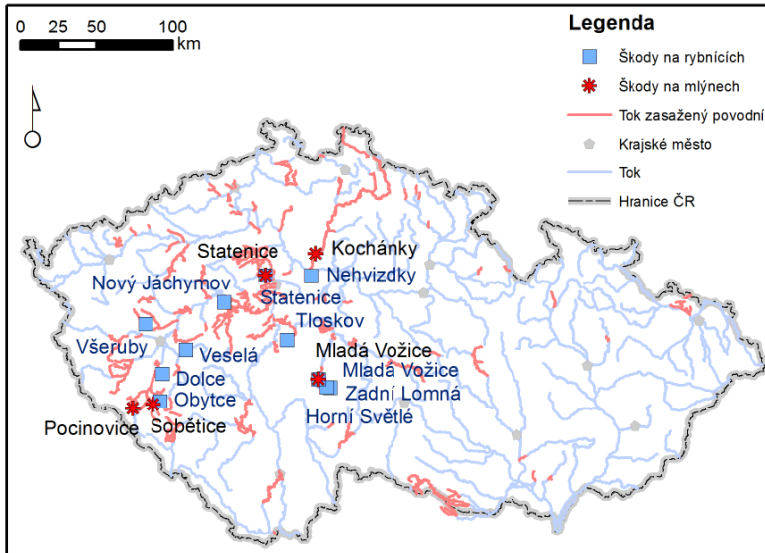 0 25 50 100
km
Legenda
Škody na rybnících
Škody na mlýnech
Tok zasažený povodní
Krajské město
Tok
Hranice ČR
Statenice
Kochánky
Nový Jáchymov
Nehvizdky
Statenice
Tloskov
Všeruby
Veselá
Mladá Vožice
Mladá Vožice
Dolce
Zadní Lomná
Obytce
Horní Světlé
Pocinovice
Sobětice